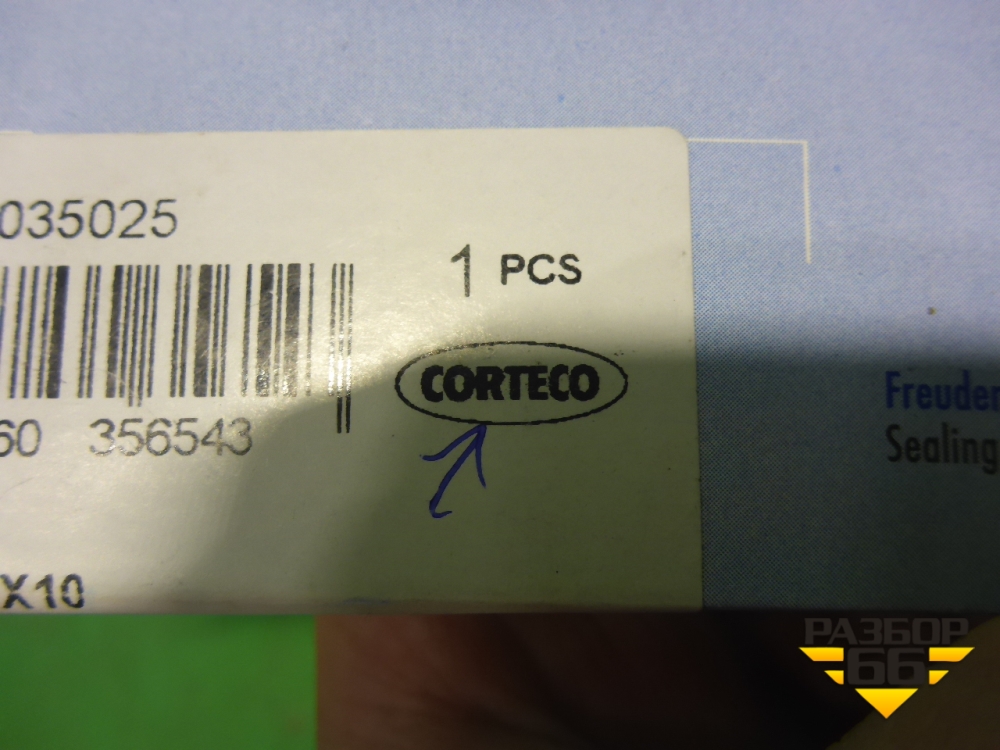 035025
1 PCS
CORTECO
60 356543
X10
Freuden
Sealing
РАЗБОР
66